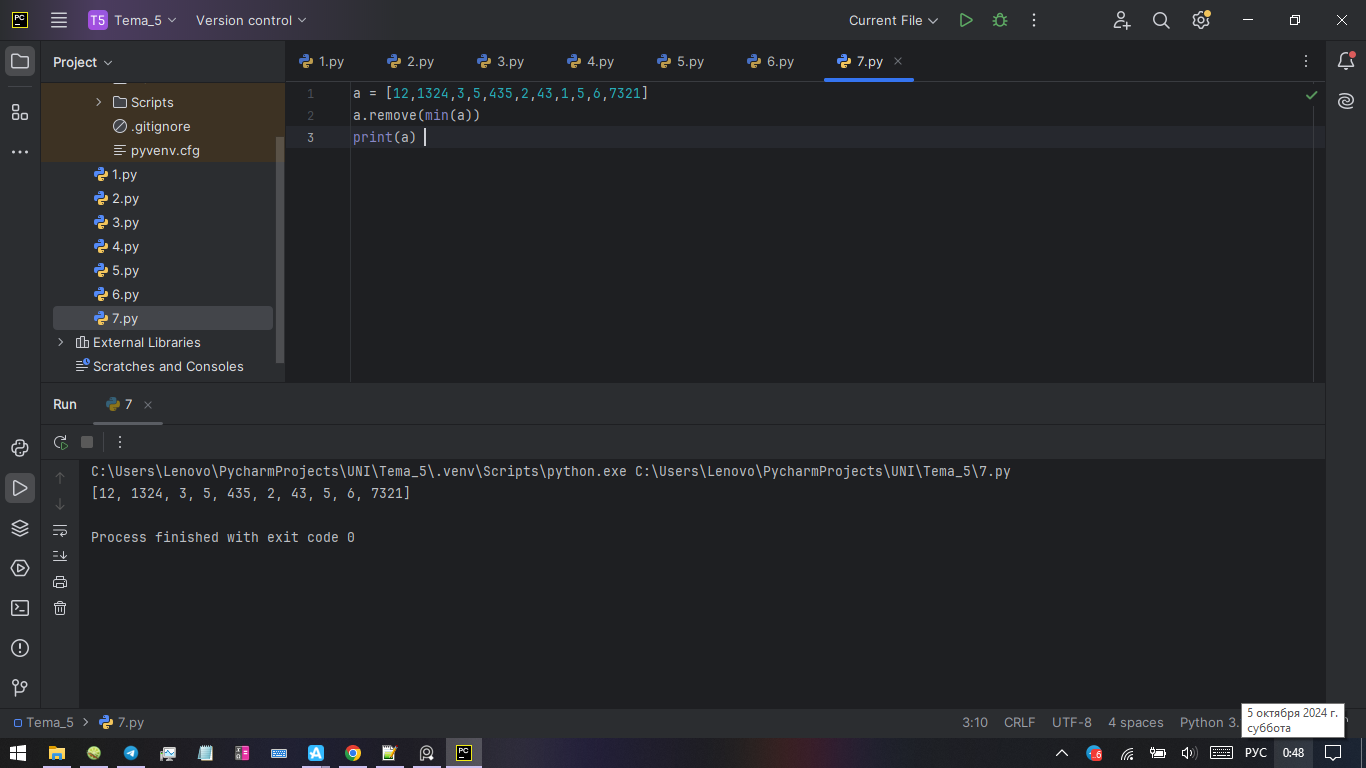 PC T5 Tema_5 Version control Current File
Project
1.py 2.py 3.py 4.py 5.py 6.py 7.py
Scripts
.gitignore
pyvenv.cfg
1.py
2.py
3.py
4.py
5.py
6.py
7.py
External Libraries
Scratches and Consoles
1 a = [12,1324,3,5,435,2,43,1,5,6,7321]
2 a.remove(min(a))
3 print(a)
Run 7
C:\Users\Lenovo\PycharmProjects\UNI\Tema_5\.venv\Scripts\python.exe C:\Users\Lenovo\PycharmProjects\UNI\Tema_5\7.py
[12, 1324, 3, 5, 435, 2, 43, 5, 6, 7321]
Process finished with exit code 0
Tema_5 7.py 3:10 CRLF UTF-8 4 spaces Python 3.
5 октября 2024 г.
суббота
PC 6 РУС 0:48